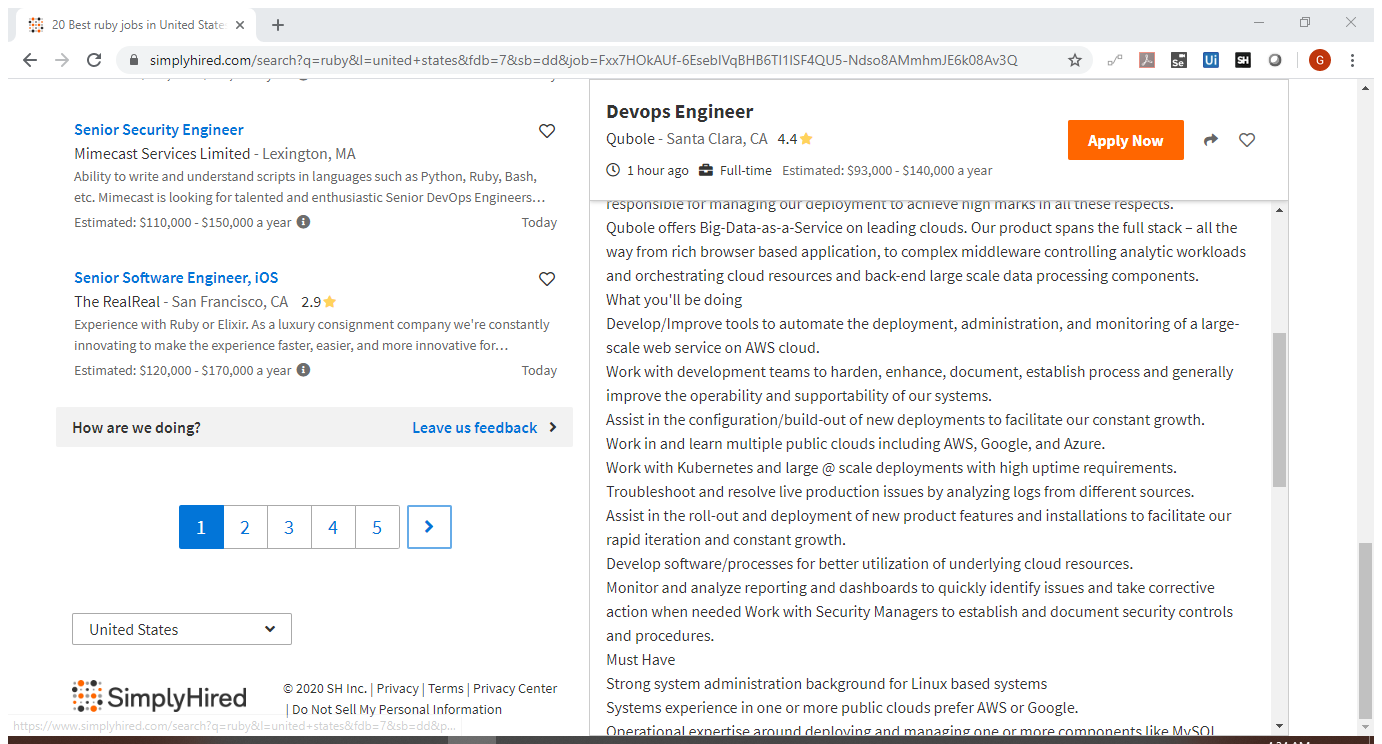 20 Best ruby jobs in United State
simplyhired.com/search?q=ruby&l=united+states&fdb=7&sb=dd&job=Fxx7HOkAUf-6EsebIVqBHB6Tl1ISF4QU5-Ndso8AMmhmJE6k08Av3Q
Se
Ui
SH
G
Senior Security Engineer
Mimecast Services Limited - Lexington, MA
Ability to write and understand scripts in languages such as Python, Ruby, Bash,
etc. Mimecast is looking for talented and enthusiastic Senior DevOps Engineers…
Estimated: $110,000 - $150,000 a year
Today
Senior Software Engineer, iOS
The RealReal - San Francisco, CA 2.9
Experience with Ruby or Elixir. As a luxury consignment company we're constantly
innovating to make the experience faster, easier, and more innovative for…
Estimated: $120,000 - $170,000 a year
Today
How are we doing?
Leave us feedback
1 2 3 4 5
United States
SimplyHired
© 2020 SH Inc. | Privacy | Terms | Privacy Center
| Do Not Sell My Personal Information
https://www.simplyhired.com/search?q=ruby&l=united+states&fdb=7&sb=dd&p...
Devops Engineer
Qubole - Santa Clara, CA 4.4
1 hour ago Full-time Estimated: $93,000 - $140,000 a year
Apply Now
responsible for managing our deployment to achieve high marks in all these respects.
Qubole offers Big-Data-as-a-Service on leading clouds. Our product spans the full stack – all the
way from rich browser based application, to complex middleware controlling analytic workloads
and orchestrating cloud resources and back-end large scale data processing components.
What you'll be doing
Develop/Improve tools to automate the deployment, administration, and monitoring of a large-
scale web service on AWS cloud.
Work with development teams to harden, enhance, document, establish process and generally
improve the operability and supportability of our systems.
Assist in the configuration/build-out of new deployments to facilitate our constant growth.
Work in and learn multiple public clouds including AWS, Google, and Azure.
Work with Kubernetes and large @ scale deployments with high uptime requirements.
Troubleshoot and resolve live production issues by analyzing logs from different sources.
Assist in the roll-out and deployment of new product features and installations to facilitate our
rapid iteration and constant growth.
Develop software/processes for better utilization of underlying cloud resources.
Monitor and analyze reporting and dashboards to quickly identify issues and take corrective
action when needed Work with Security Managers to establish and document security controls
and procedures.
Must Have
Strong system administration background for Linux based systems
Systems experience in one or more public clouds prefer AWS or Google.
Operational expertise around deploying and managing one or more components like MySQL